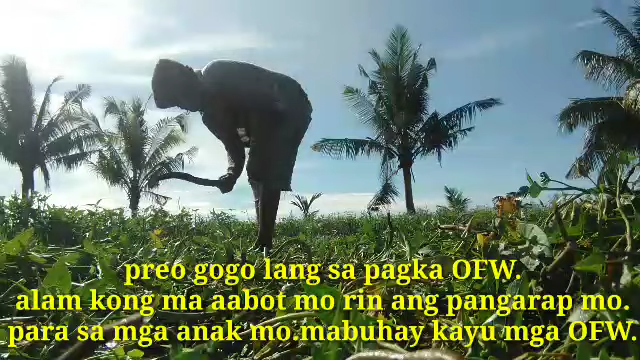 preo gogo lang sa pagka OFW.
alam kong ma aabot mo rin ang pangarap mo.
para sa mga anak mo.mabuhay kayu mga OFW.